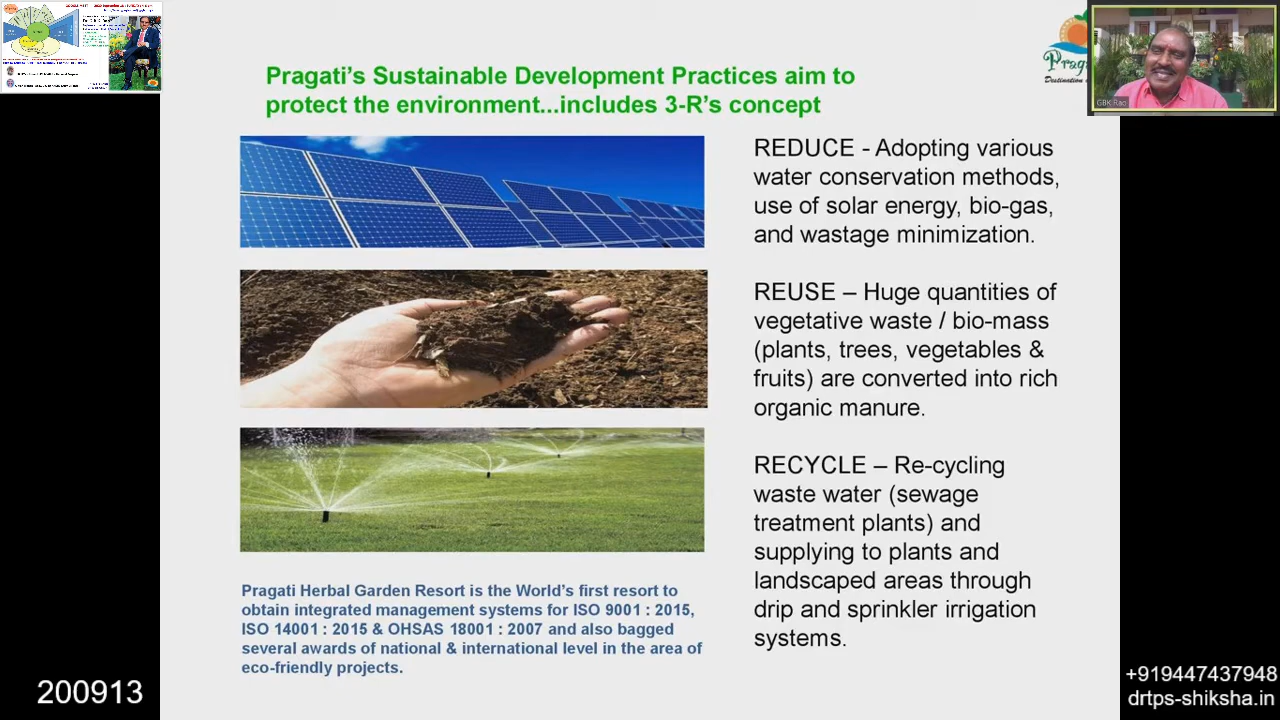 Pragati's Sustainable Development Practices aim to
protect the environment...includes 3-R's concept
REDUCE - Adopting various
water conservation methods,
use of solar energy, bio-gas,
and wastage minimization.
REUSE – Huge quantities of
vegetative waste / bio-mass
(plants, trees, vegetables &
fruits) are converted into rich
organic manure.
RECYCLE – Re-cycling
waste water (sewage
treatment plants) and
supplying to plants and
landscaped areas through
drip and sprinkler irrigation
systems.
Pragati Herbal Garden Resort is the World's first resort to
obtain integrated management systems for ISO 9001 : 2015,
ISO 14001 : 2015 & OHSAS 18001 : 2007 and also bagged
several awards of national & international level in the area of
eco-friendly projects.
GBK Rao
200913
+919447437948
drtps-shiksha.in